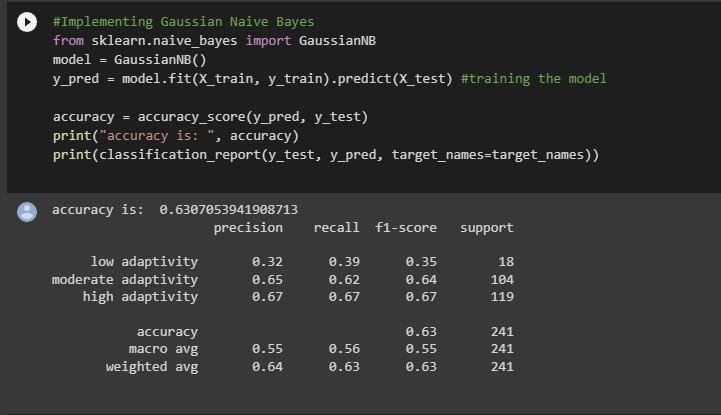 #Implementing Gaussian Naive Bayes
from sklearn.naive_bayes import GaussianNB
model = GaussianNB()
y_pred = model.fit(X_train, y_train).predict(X_test) #training the model
accuracy = accuracy_score(y_pred, y_test)
print("accuracy is: ", accuracy)
print(classification_report(y_test, y_pred, target_names=target_names))
accuracy is:  0.6307053941908713
precision recall f1-score support
low adaptivity 0.32 0.39 0.35 18
moderate adaptivity 0.65 0.62 0.64 104
high adaptivity 0.67 0.67 0.67 119
accuracy 0.63 241
macro avg 0.55 0.56 0.55 241
weighted avg 0.64 0.63 0.63 241